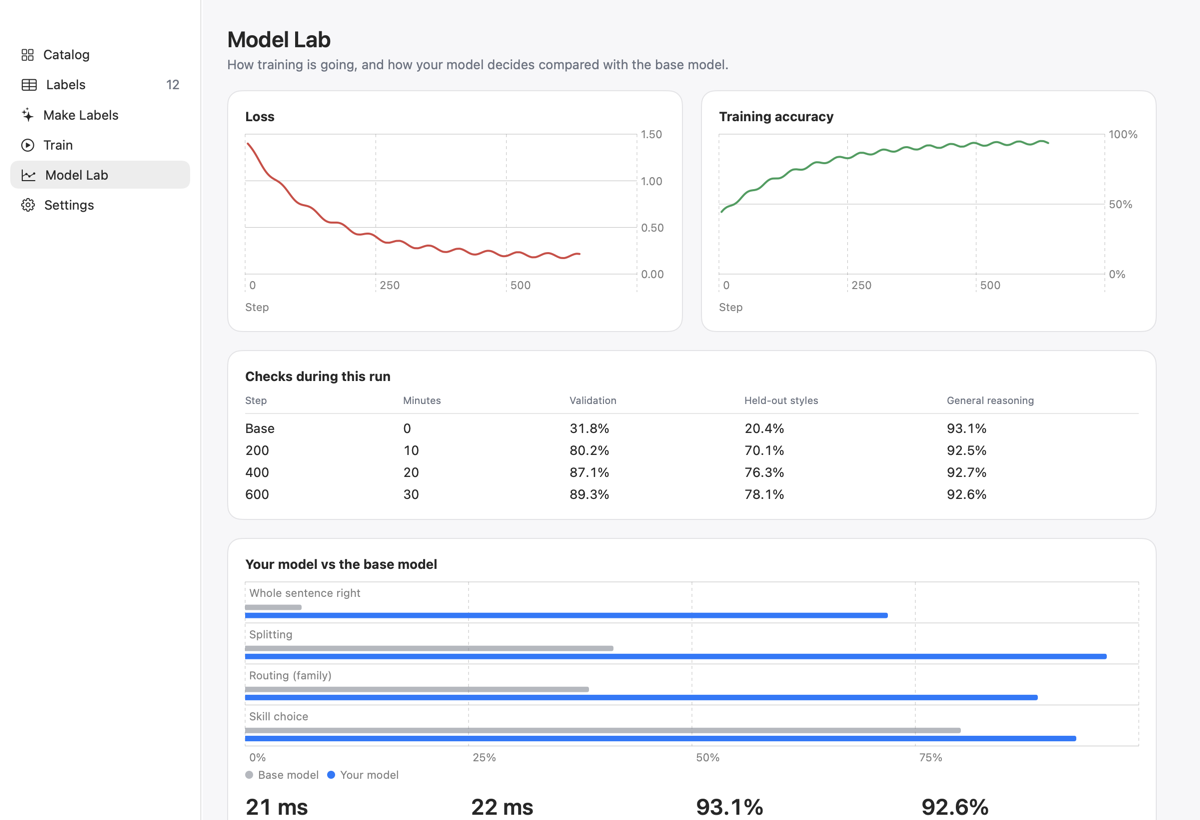 Catalog
Labels 12
Make Labels
Train
Model Lab
Settings
Model Lab
How training is going, and how your model decides compared with the base model.
Loss
1.50
1.00
0.50
0.00
0 250 500
Step
Training accuracy
100%
50%
0%
0 250 500
Step
Checks during this run
Step Minutes Validation Held-out styles General reasoning
Base 0 31.8% 20.4% 93.1%
200 10 80.2% 70.1% 92.5%
400 20 87.1% 76.3% 92.7%
600 30 89.3% 78.1% 92.6%
Your model vs the base model
Whole sentence right
Splitting
Routing (family)
Skill choice
0% 25% 50% 75%
Base model Your model
21 ms 22 ms 93.1% 92.6%